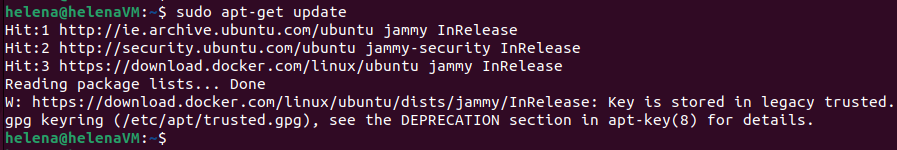 helena@helenaVM:~$ sudo apt-get update
Hit:1 http://ie.archive.ubuntu.com/ubuntu jammy InRelease
Hit:2 http://security.ubuntu.com/ubuntu jammy-security InRelease
Hit:3 https://download.docker.com/linux/ubuntu jammy InRelease
Reading package lists... Done
W: https://download.docker.com/linux/ubuntu/dists/jammy/InRelease: Key is stored in legacy trusted.
gpg keyring (/etc/apt/trusted.gpg), see the DEPRECATION section in apt-key(8) for details.
helena@helenaVM:~$